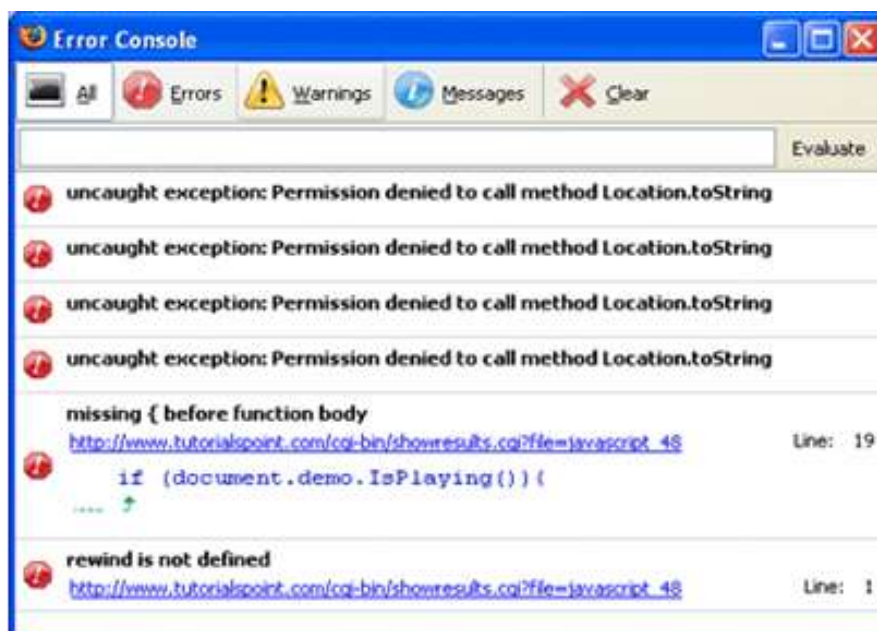 Error Console
All Errors Warnings Messages Clear
Evaluate
uncaught exception: Permission denied to call method Location.toString
uncaught exception: Permission denied to call method Location.toString
uncaught exception: Permission denied to call method Location.toString
uncaught exception: Permission denied to call method Location.toString
missing { before function body
http://www.tutorialspoint.com/cgi-bin/showresults.cgi?file=javascript_48 Line: 19
if (document.demo.IsPlaying()){
....
rewind is not defined
http://www.tutorialspoint.com/cgi-bin/showresults.cgi?file=javascript_48 Line: 1